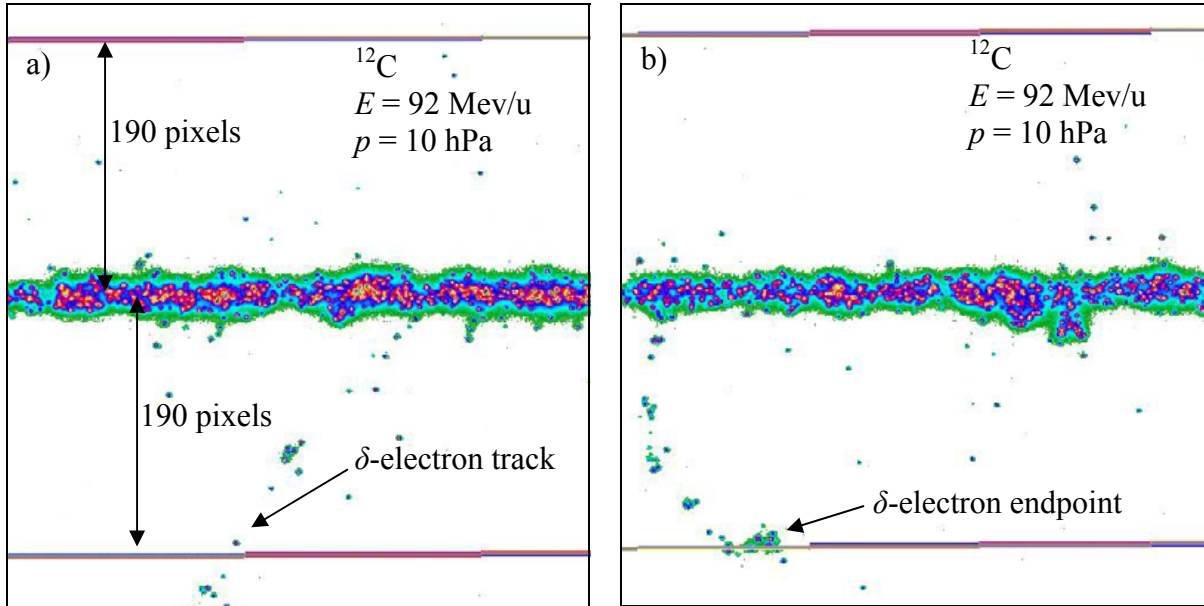 a)
¹²C
E = 92 Mev/u
p = 10 hPa
190 pixels
190 pixels
δ-electron track
b)
¹²C
E = 92 Mev/u
p = 10 hPa
δ-electron endpoint